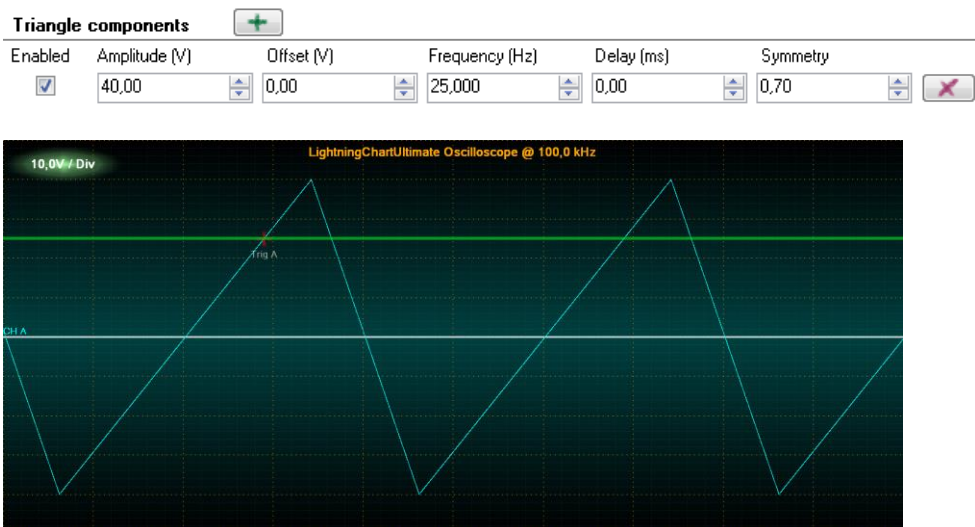 Triangle components
Enabled Amplitude (V) Offset (V) Frequency (Hz) Delay (ms) Symmetry
40,00 0,00 25,000 0,00 0,70
LightningChartUltimate Oscilloscope @ 100,0 kHz
10,0V / Div
Trig A
CH A